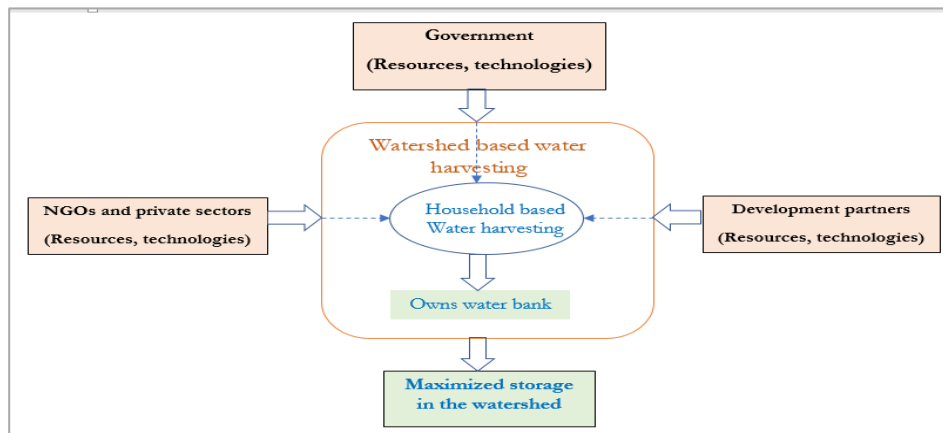 Government
(Resources, technologies)
Watershed based water
harvesting
NGOs and private sectors
(Resources, technologies)
Household based
Water harvesting
Development partners
(Resources, technologies)
Owns water bank
Maximized storage
in the watershed